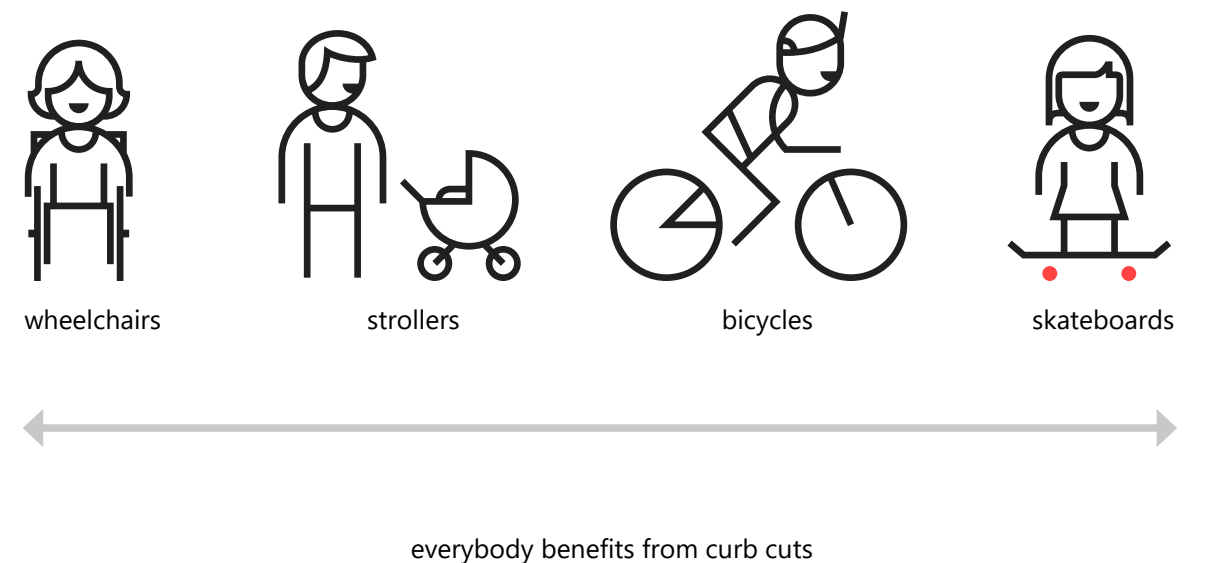 wheelchairs strollers bicycles skateboards
everybody benefits from curb cuts